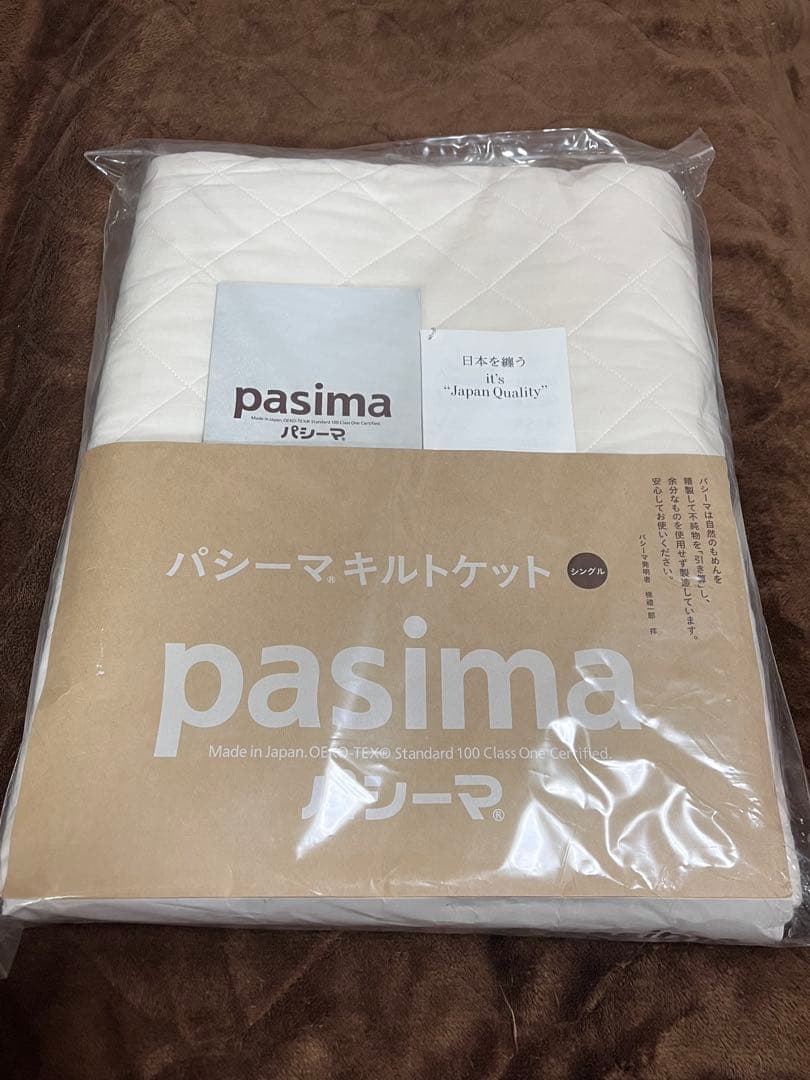 pasima
Made in Japan. OEKO-TEX® Standard 100 Class One Certified.
パシーマ®
日本を纏う
it's
"Japan Quality"
パシーマは自然のもめんを
精製して不純物を「引き算」し、
余分なものを使用せず製造しています。
安心してお使いください。
パシーマ発明者 梯禮一郎 拝
パシーマ®キルトケット
シングル
pasima
Made in Japan. OEKO-TEX® Standard 100 Class One Certified.
パシーマ®